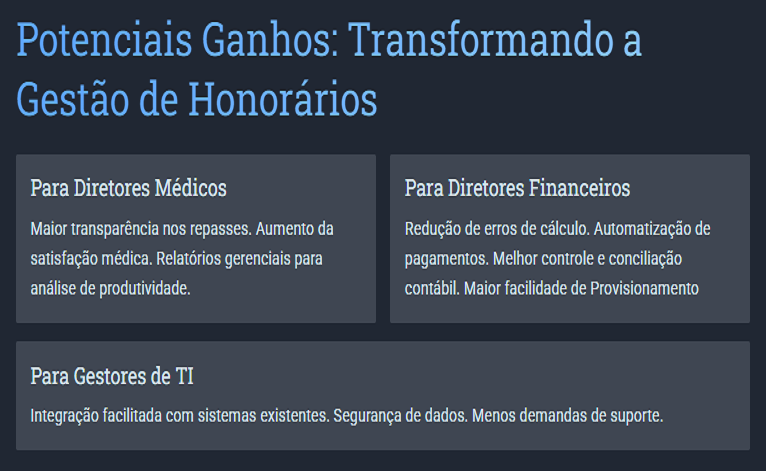 Potenciais Ganhos: Transformando a
Gestão de Honorários
Para Diretores Médicos
Maior transparência nos repasses. Aumento da
satisfação médica. Relatórios gerenciais para
análise de produtividade.
Para Diretores Financeiros
Redução de erros de cálculo. Automatização de
pagamentos. Melhor controle e conciliação
contábil. Maior facilidade de Provisionamento
Para Gestores de TI
Integração facilitada com sistemas existentes. Segurança de dados. Menos demandas de suporte.